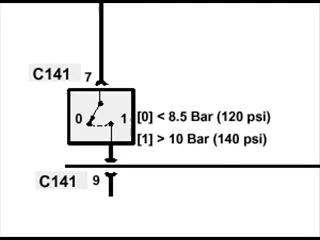 C141 7
0 1 [0] < 8.5 Bar (120 psi)
[1] > 10 Bar (140 psi)
C141 9